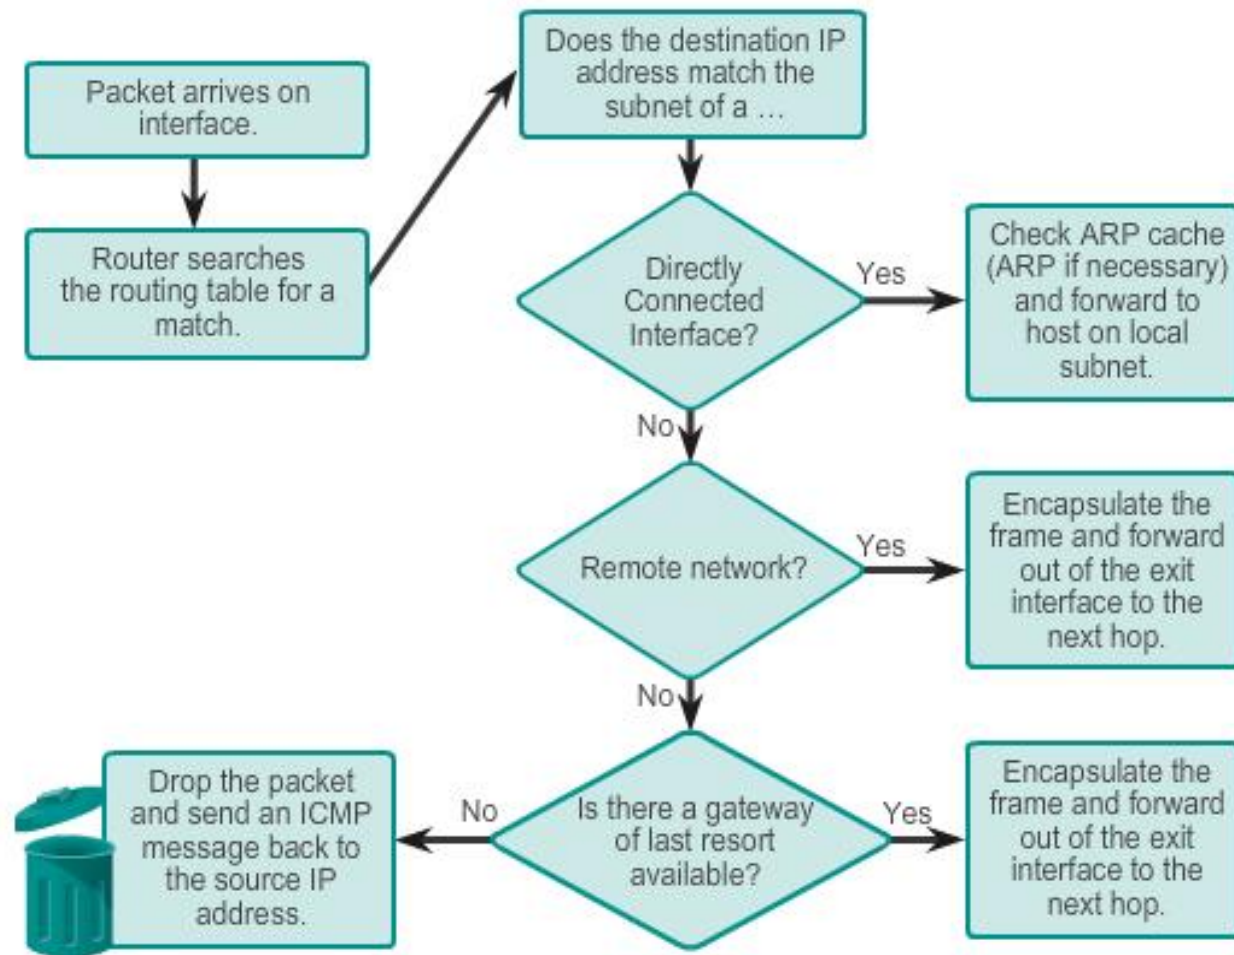 Packet arrives on
interface.
Router searches
the routing table for a
match.
Does the destination IP
address match the
subnet of a …
Directly
Connected
Interface?
Yes
Check ARP cache
(ARP if necessary)
and forward to
host on local
subnet.
No
Remote network?
Yes
Encapsulate the
frame and forward
out of the exit
interface to the
next hop.
No
Is there a gateway
of last resort
available?
Yes
Encapsulate the
frame and forward
out of the exit
interface to the
next hop.
No
Drop the packet
and send an ICMP
message back to
the source IP
address.